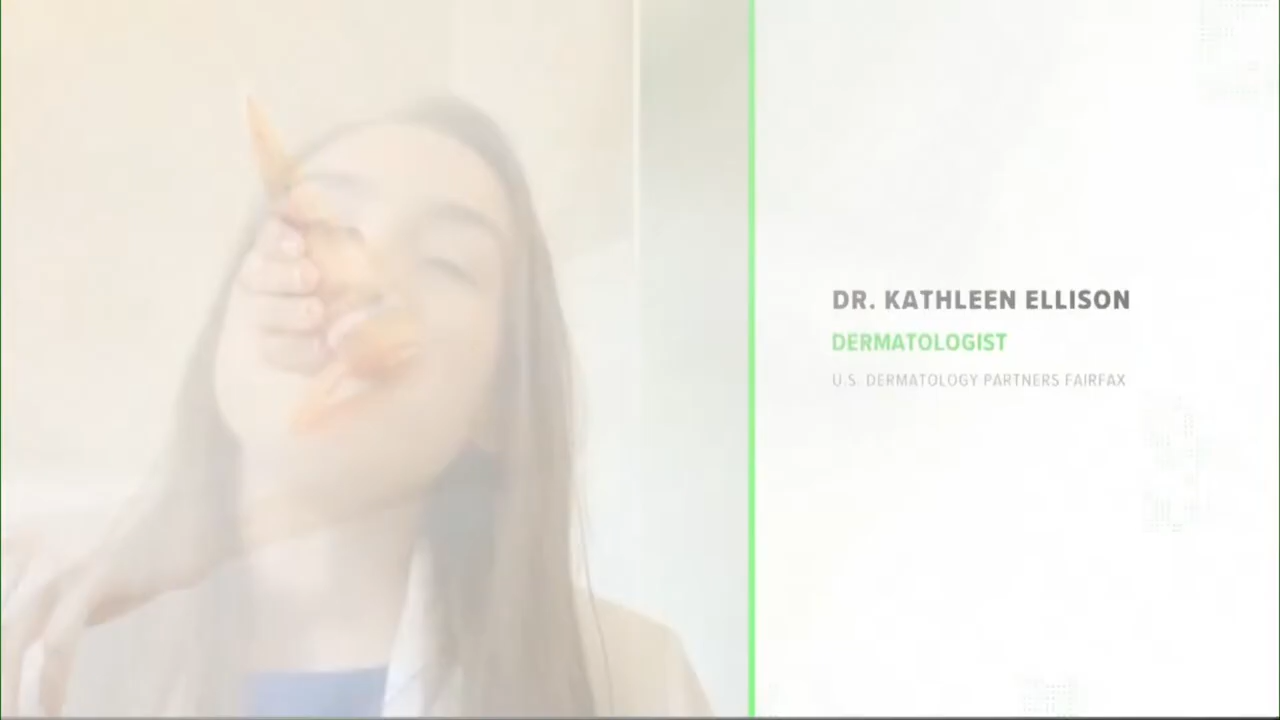 DR. KATHLEEN ELLISON
DERMATOLOGIST
U.S. DERMATOLOGY PARTNERS FAIRFAX